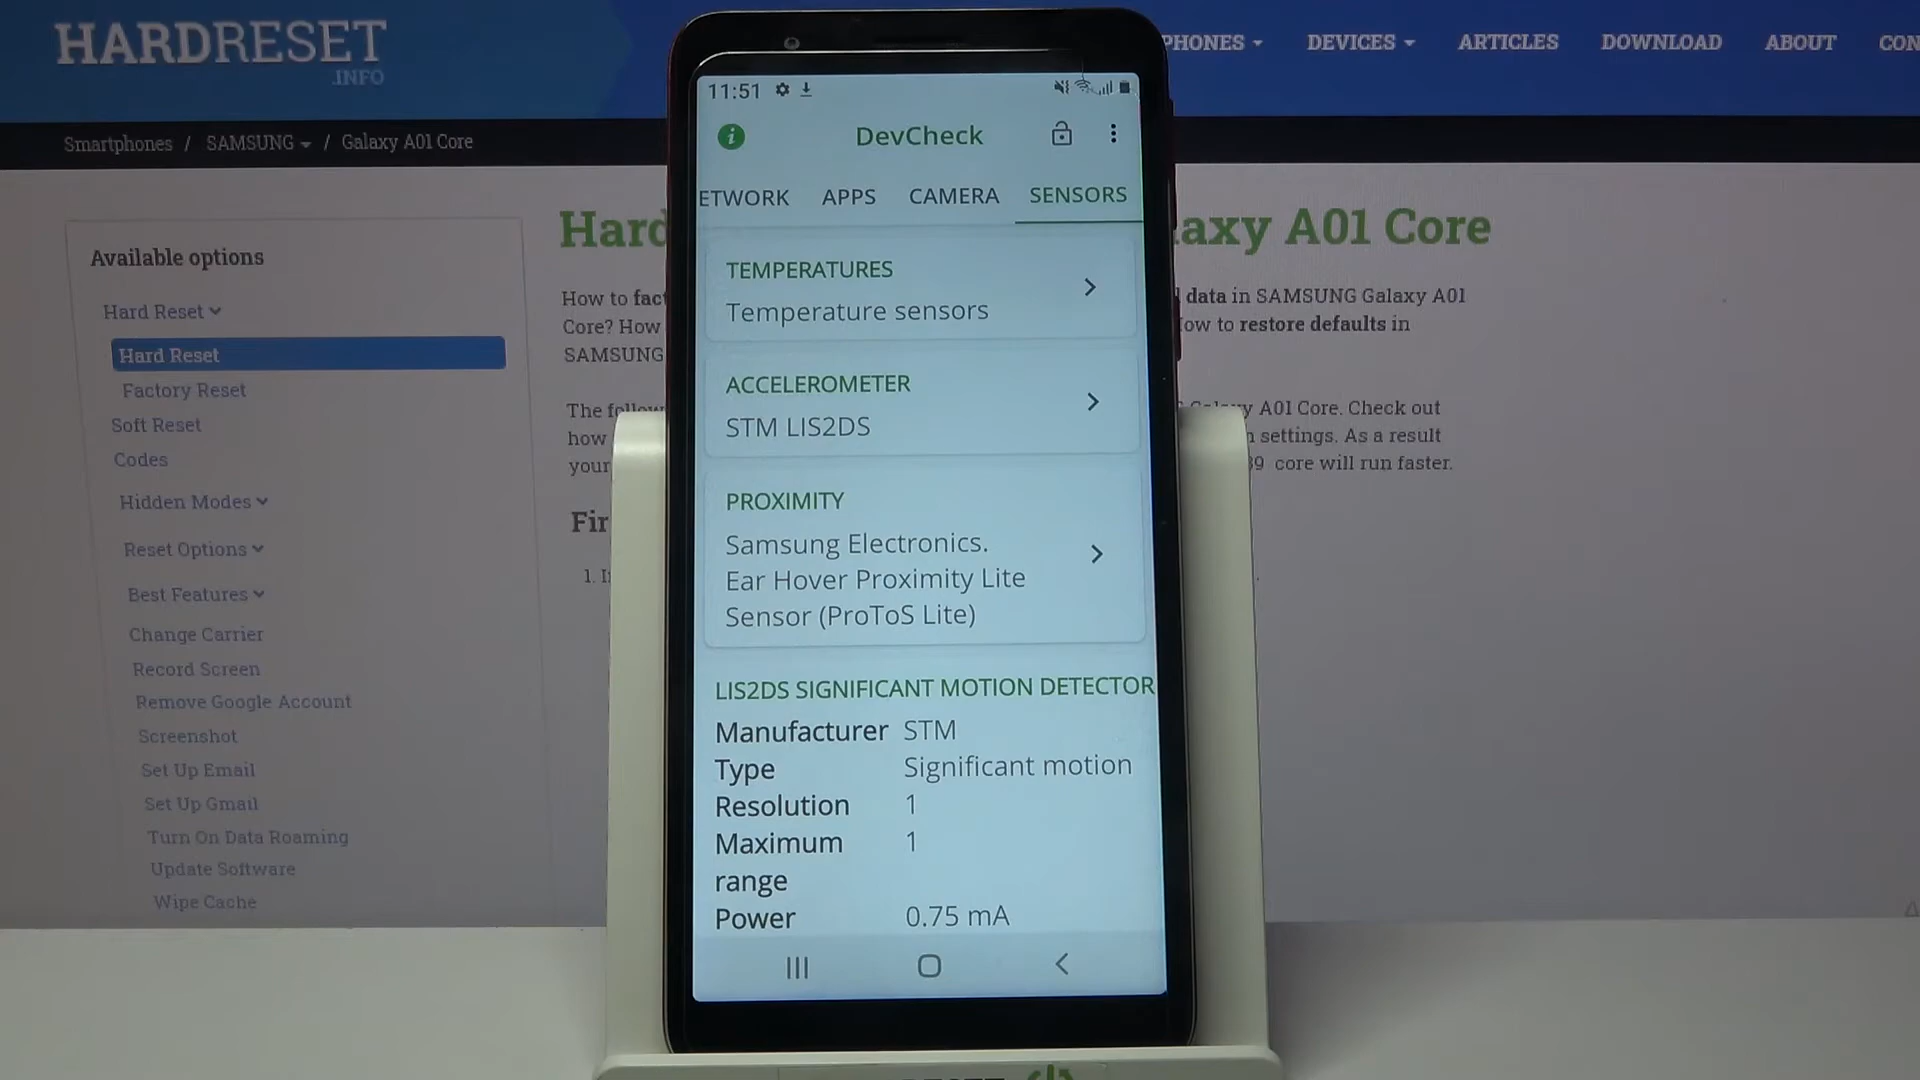 HARDRESET
.INFO
PHONES
DEVICES
ARTICLES
DOWNLOAD
ABOUT
Smartphones / SAMSUNG / Galaxy A01 Core
Available options
Hard Reset
Hard Reset
Factory Reset
Soft Reset
Codes
Hidden Modes
Reset Options
Best Features
Change Carrier
Record Screen
Remove Google Account
Screenshot
Set Up Email
Set Up Gmail
Turn On Data Roaming
Update Software
Wipe Cache
A01 Core
How to
data in SAMSUNG Galaxy A01
Core? How
to restore defaults in
SAMSUNG
The
A01 Core. Check out
how
settings. As a result
your
core will run faster.
1.
11:51
DevCheck
ETWORK
APPS
CAMERA
SENSORS
TEMPERATURES
Temperature sensors
ACCELEROMETER
STM LIS2DS
PROXIMITY
Samsung Electronics.
Ear Hover Proximity Lite
Sensor (ProToS Lite)
LIS2DS SIGNIFICANT MOTION DETECTOR
Manufacturer STM
Type Significant motion
Resolution 1
Maximum 1
range
Power 0.75 mA